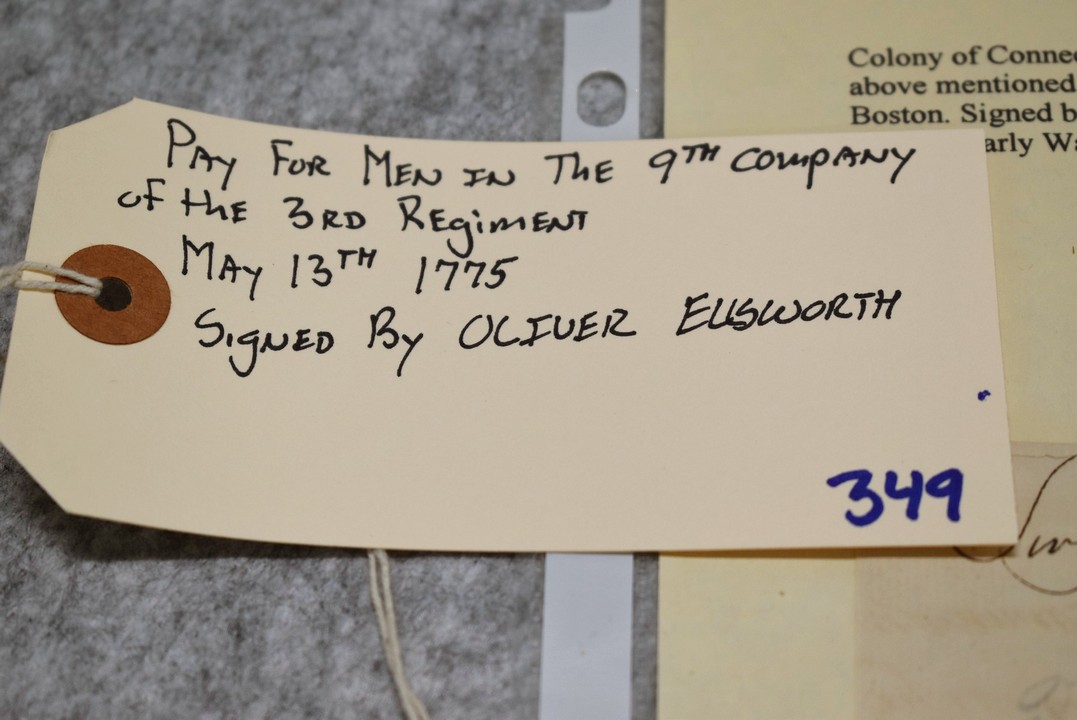 Colony of Connec
above mentioned
Boston. Signed b
arly Wa
PAY FOR MEN IN THE 9TH COMPANY
of the 3RD REgiMENT
MAY 13TH 1775
SigNED By OLIVER ELLSWORTH
349